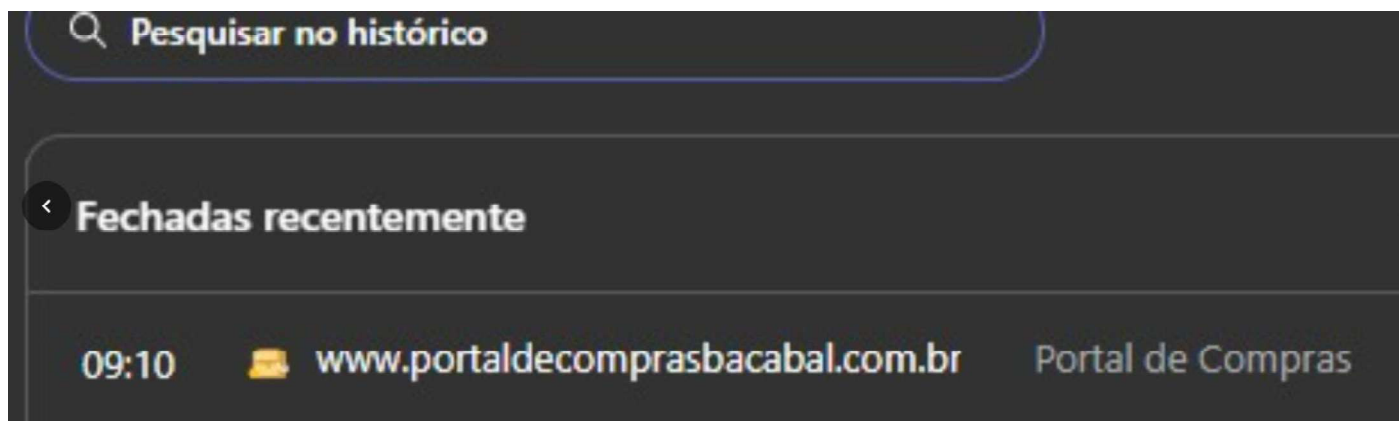 Pesquisar no histórico
Fechadas recentemente
09:10 www.portaldecomprasbacabal.com.br Portal de Compras